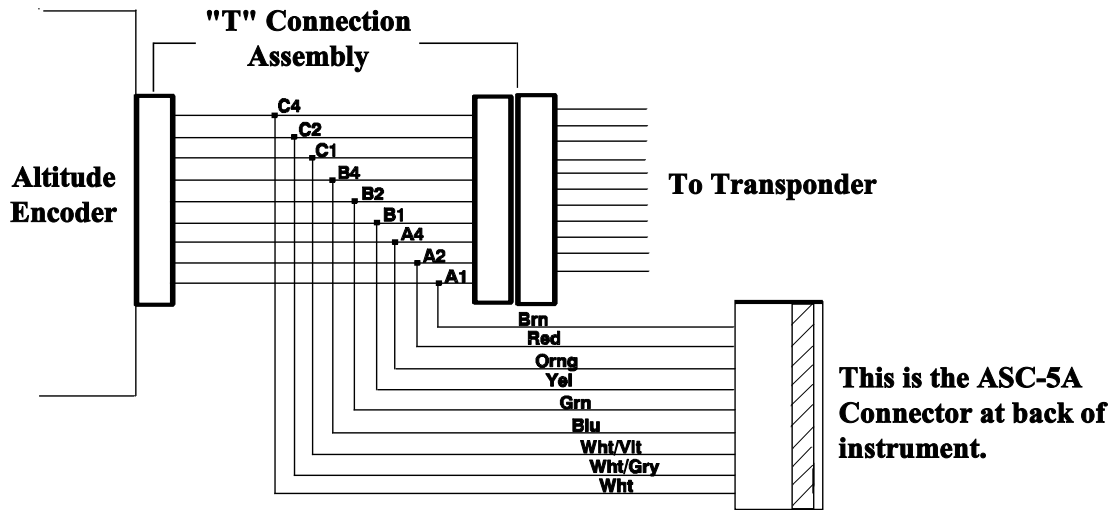 "T" Connection
Assembly
C4
C2
C1
B4
B2
B1
A4
A2
A1
Altitude
Encoder
To Transponder
Brn
Red
Orng
Yel
Grn
Blu
Wht/Vlt
Wht/Gry
Wht
This is the ASC-5A
Connector at back of
instrument.